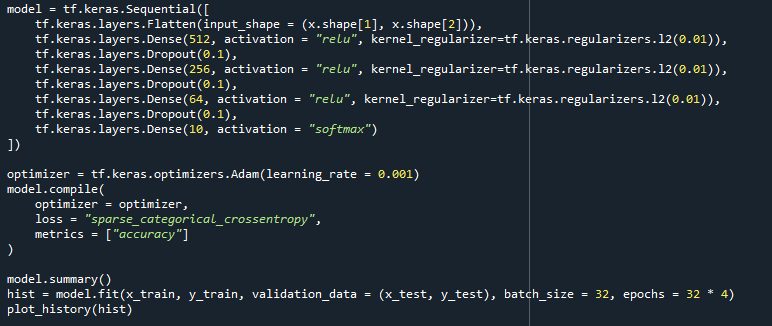 model = tf.keras.Sequential([
    tf.keras.layers.Flatten(input_shape = (x.shape[1], x.shape[2])),
    tf.keras.layers.Dense(512, activation = "relu", kernel_regularizer=tf.keras.regularizers.l2(0.01)),
    tf.keras.layers.Dropout(0.1),
    tf.keras.layers.Dense(256, activation = "relu", kernel_regularizer=tf.keras.regularizers.l2(0.01)),
    tf.keras.layers.Dropout(0.1),
    tf.keras.layers.Dense(64, activation = "relu", kernel_regularizer=tf.keras.regularizers.l2(0.01)),
    tf.keras.layers.Dropout(0.1),
    tf.keras.layers.Dense(10, activation = "softmax")
])

optimizer = tf.keras.optimizers.Adam(learning_rate = 0.001)
model.compile(
    optimizer = optimizer,
    loss = "sparse_categorical_crossentropy",
    metrics = ["accuracy"]
)

model.summary()
hist = model.fit(x_train, y_train, validation_data = (x_test, y_test), batch_size = 32, epochs = 32 * 4)
plot_history(hist)